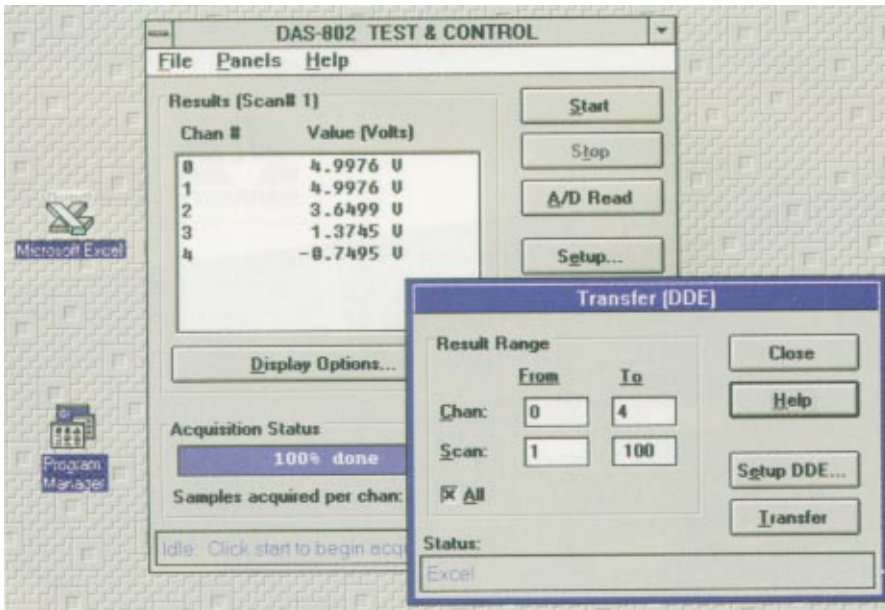 DAS-802 TEST & CONTROL
File Panels Help
Results (Scan# 1)
Chan # Value (Volts)
0 4.9976 V
1 4.9976 V
2 3.6499 V
3 1.3745 V
4 -0.7495 V
Start
Stop
A/D Read
Setup...
Display Options...
Acquisition Status
100% done
Samples acquired per chan:
Idle: Click start to begin acqu
Microsoft Excel
Program
Manager
Transfer (DDE)
Result Range
From To
Chan: 0 4
Scan: 1 100
All
Close
Help
Setup DDE...
Transfer
Status:
Excel